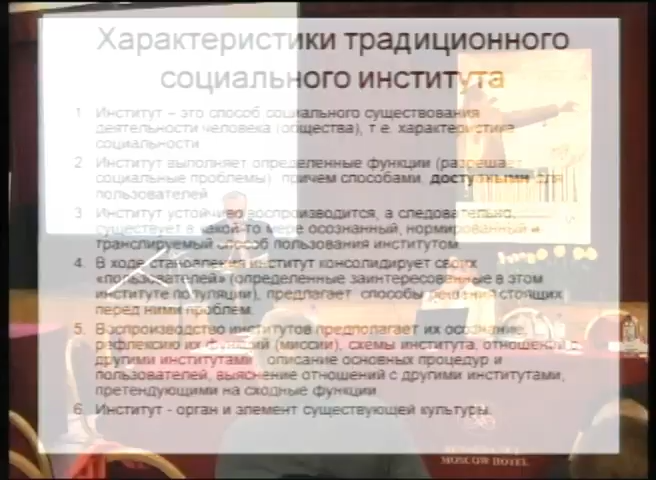 Характеристики традиционного
социального института
1. Институт – это способ социального существования
деятельности человека (общества), т.е. характеристика
социальности
2. Институт выполняет определенные функции (разрешает
социальные проблемы), причем способами, доступными для
пользователей
3. Институт устойчиво воспроизводится, а следовательно,
существует в какой-то мере осознанный, нормированный и
транслируемый способ пользования институтом.
4. В ходе становления институт консолидирует своих
«пользователей» (определенные заинтересованные в этом
институте популяции), предлагает способы решения стоящих
перед ними проблем.
5. Воспроизводство институтов предполагает их осознание,
рефлексию их функций (миссии), схемы института, отношения с
другими институтами, описание основных процедур и
пользователей, выяснение отношений с другими институтами,
претендующими на сходные функции.
6. Институт - орган и элемент существующей культуры.
MOSCOW HOTEL